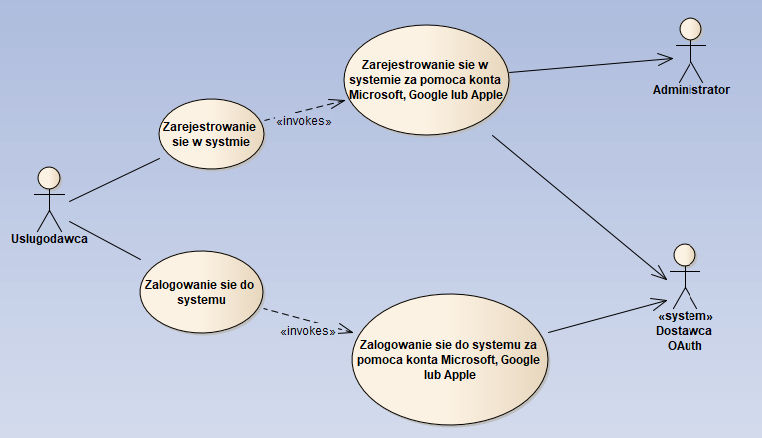 Zarejestrowanie sie w
systemie za pomoca konta
Microsoft, Google lub Apple
Administrator
«invokes»
Zarejestrowanie
sie w systmie
Uslugodawca
Zalogowanie sie do
systemu
«invokes»
«system»
Dostawca
OAuth
Zalogowanie sie do systemu za
pomoca konta Microsoft, Google
lub Apple